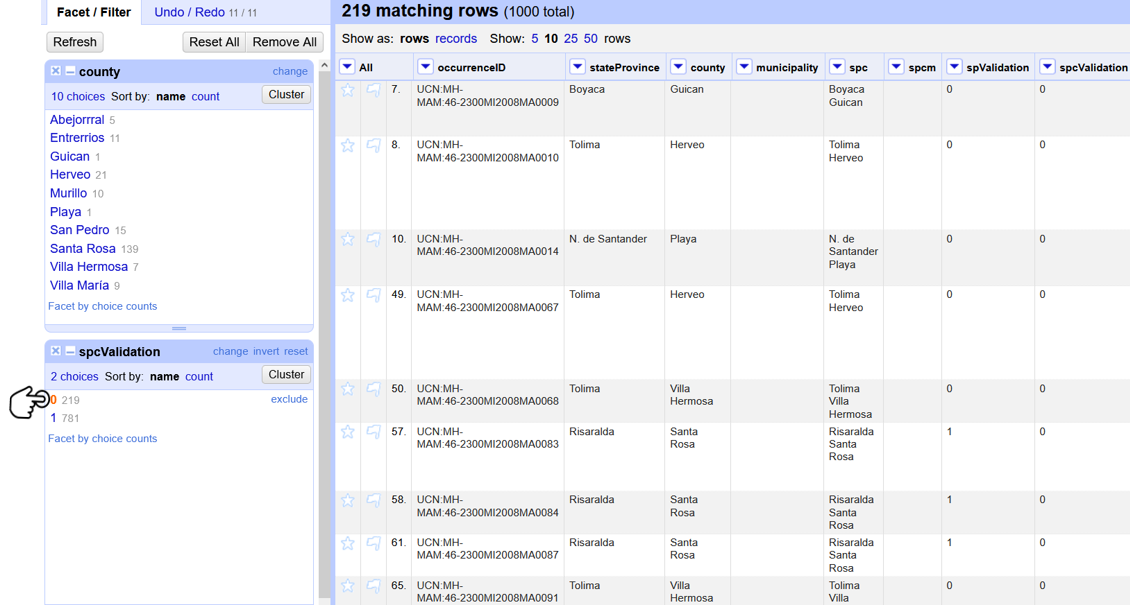 Facet / Filter Undo / Redo 11 / 11
Refresh Reset All Remove All
county change
10 choices Sort by: name count Cluster
Abejorrral 5
Entrerrios 11
Guican 1
Herveo 21
Murillo 10
Playa 1
San Pedro 15
Santa Rosa 139
Villa Hermosa 7
Villa María 9
Facet by choice counts
spcValidation change invert reset
2 choices Sort by: name count Cluster
0 219 exclude
1 781
Facet by choice counts
219 matching rows (1000 total)
Show as: rows records Show: 5 10 25 50 rows
All occurrenceID stateProvince county municipality spc spcm spValidation spcValidation
7. UCN:MH- Boyaca Guican Boyaca 0 0
MAM:46-2300MI2008MA0009 Guican
8. UCN:MH- Tolima Herveo Tolima 0 0
MAM:46-2300MI2008MA0010 Herveo
10. UCN:MH- N. de Santander Playa N. de 0 0
MAM:46-2300MI2008MA0014 Santander
Playa
49. UCN:MH- Tolima Herveo Tolima 0 0
MAM:46-2300MI2008MA0067 Herveo
50. UCN:MH- Tolima Villa Tolima 0 0
MAM:46-2300MI2008MA0068 Hermosa Villa
Hermosa
57. UCN:MH- Risaralda Santa Risaralda 1 0
MAM:46-2300MI2008MA0083 Rosa Santa
Rosa
58. UCN:MH- Risaralda Santa Risaralda 1 0
MAM:46-2300MI2008MA0084 Rosa Santa
Rosa
61. UCN:MH- Risaralda Santa Risaralda 1 0
MAM:46-2300MI2008MA0087 Rosa Santa
Rosa
65. UCN:MH- Tolima Villa Tolima 0 0
MAM:46-2300MI2008MA0091 Hermosa Villa